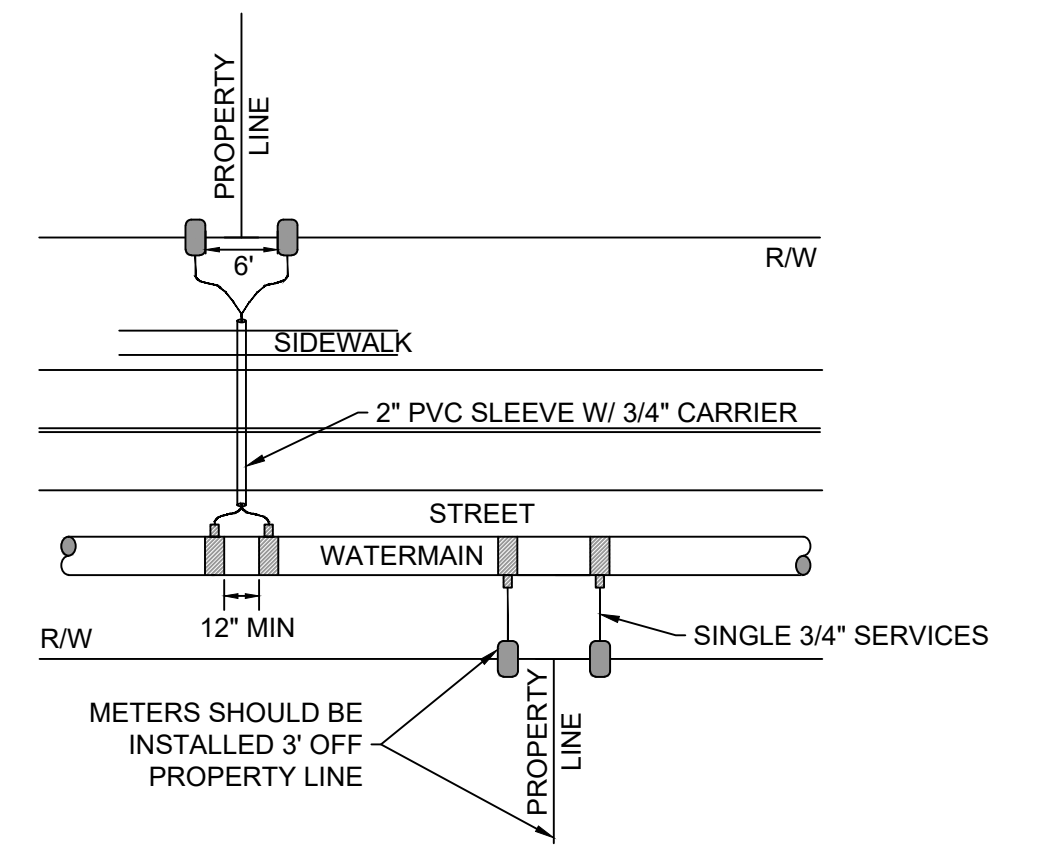 PROPERTY
LINE
6'
R/W
SIDEWALK
2" PVC SLEEVE W/ 3/4" CARRIER
STREET
WATERMAIN
12" MIN
R/W
SINGLE 3/4" SERVICES
METERS SHOULD BE
INSTALLED 3' OFF
PROPERTY LINE
PROPERTY
LINE